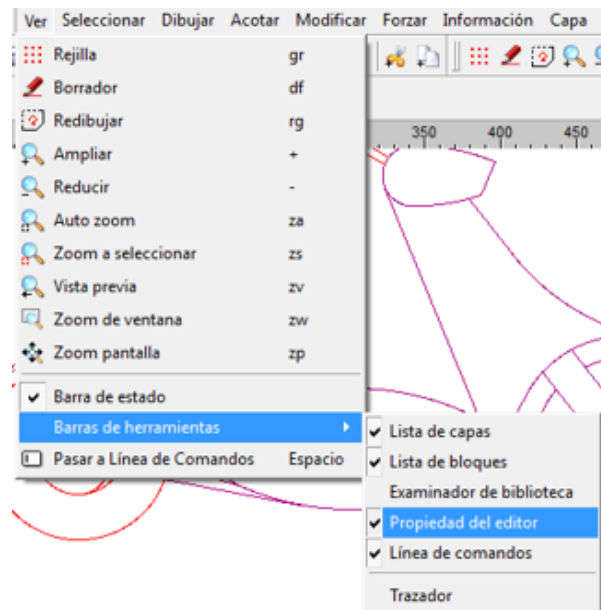 Ver Seleccionar Dibujar Acotar Modificar Forzar Información Capa
Rejilla gr
Borrador df
Redibujar rg
Ampliar +
Reducir -
Auto zoom za
Zoom a seleccionar zs
Vista previa zv
Zoom de ventana zw
Zoom pantalla zp
Barra de estado
Barras de herramientas
Pasar a Línea de Comandos Espacio
350 400 450
Lista de capas
Lista de bloques
Examinador de biblioteca
Propiedad del editor
Línea de comandos
Trazador